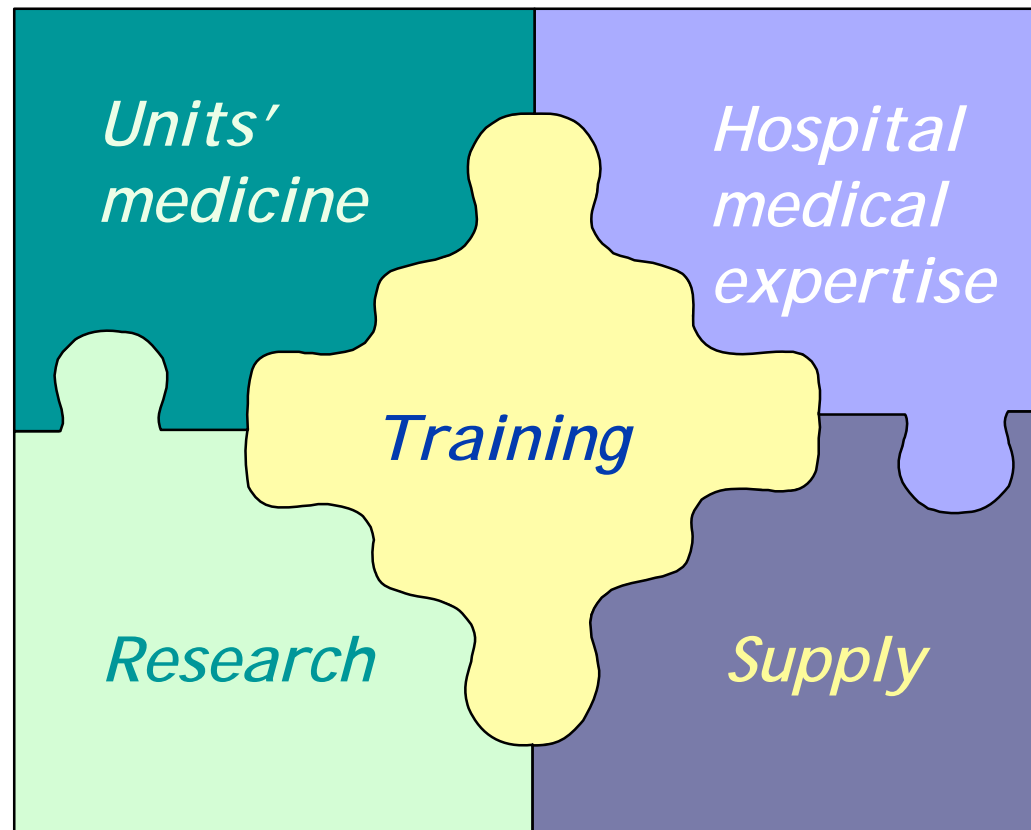 Units’
medicine
Hospital
medical
expertise
Training
Research
Supply